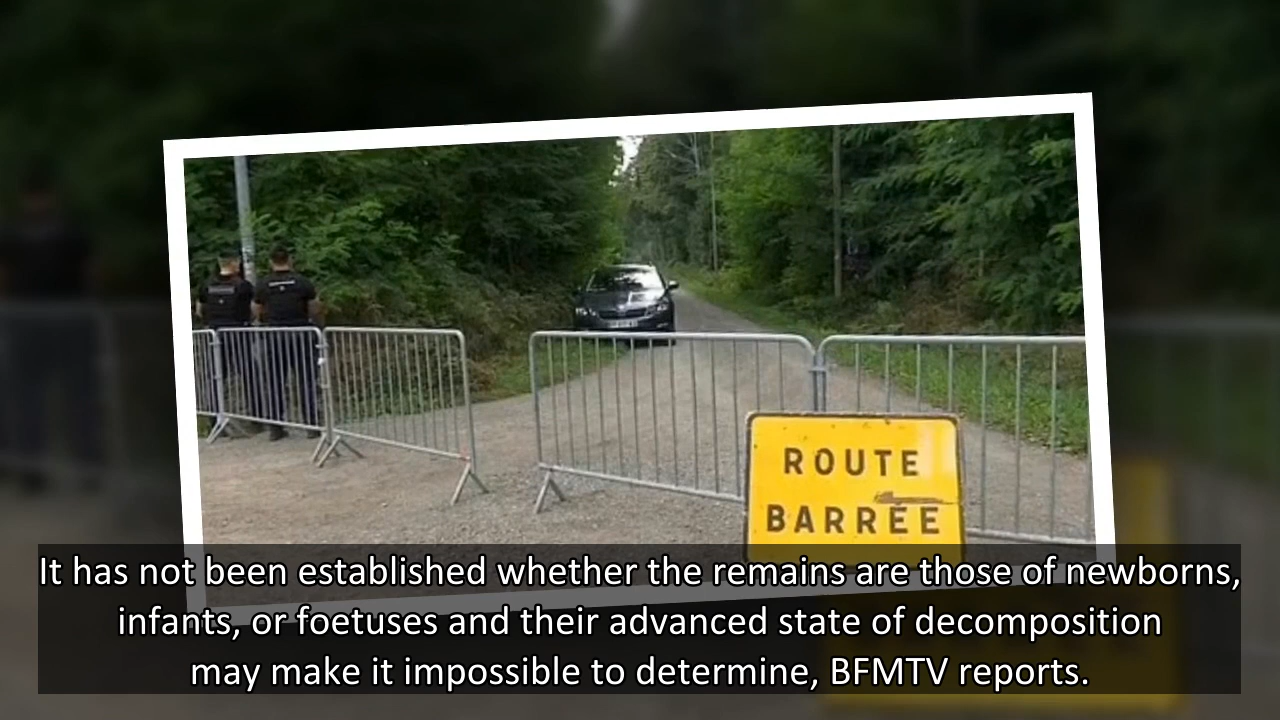 ROUTE
BARRÉE
It has not been established whether the remains are those of newborns,
infants, or foetuses and their advanced state of decomposition
may make it impossible to determine, BFMTV reports.